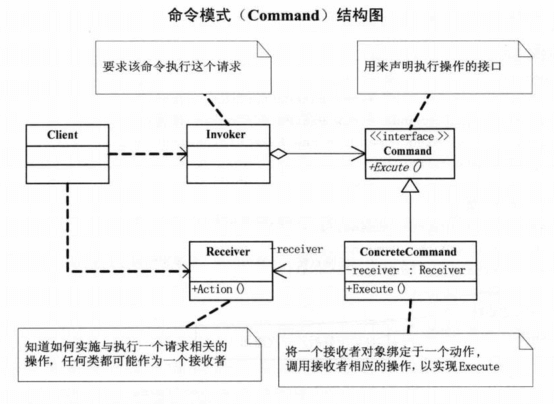 命令模式（Command）结构图
要求该命令执行这个请求
用来声明执行操作的接口
Client
Invoker
<<interface >>
Command
+Excute()
Receiver
-receiver
ConcreteCommand
+Action()
-receiver : Receiver
+Execute()
知道如何实施与执行一个请求相关的
操作，任何类都可能作为一个接收者
将一个接收者对象绑定于一个动作，
调用接收者相应的操作，以实现Execute